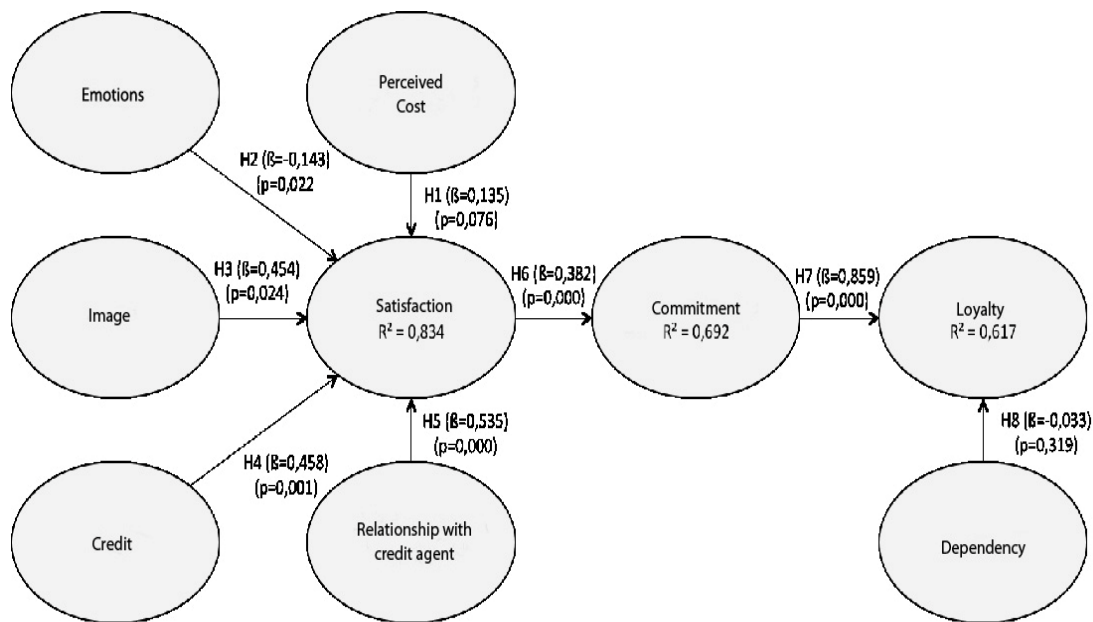 Emotions
Perceived
Cost
H2 (ß=-0,143)
(p=0,022
H1 (ß=0,135)
(p=0,076)
H3 (ß=0,454)
(p=0,024)
Image
Satisfaction
R² = 0,834
H6 (ß=0,382)
(p=0,000)
Commitment
R² = 0,692
H7 (ß=0,859)
(p=0,000)
Loyalty
R² = 0,617
H4 (ß=0,458)
(p=0,001)
H5 (ß=0,535)
(p=0,000)
H8 (ß=-0,033)
(p=0,319)
Credit
Relationship with
credit agent
Dependency